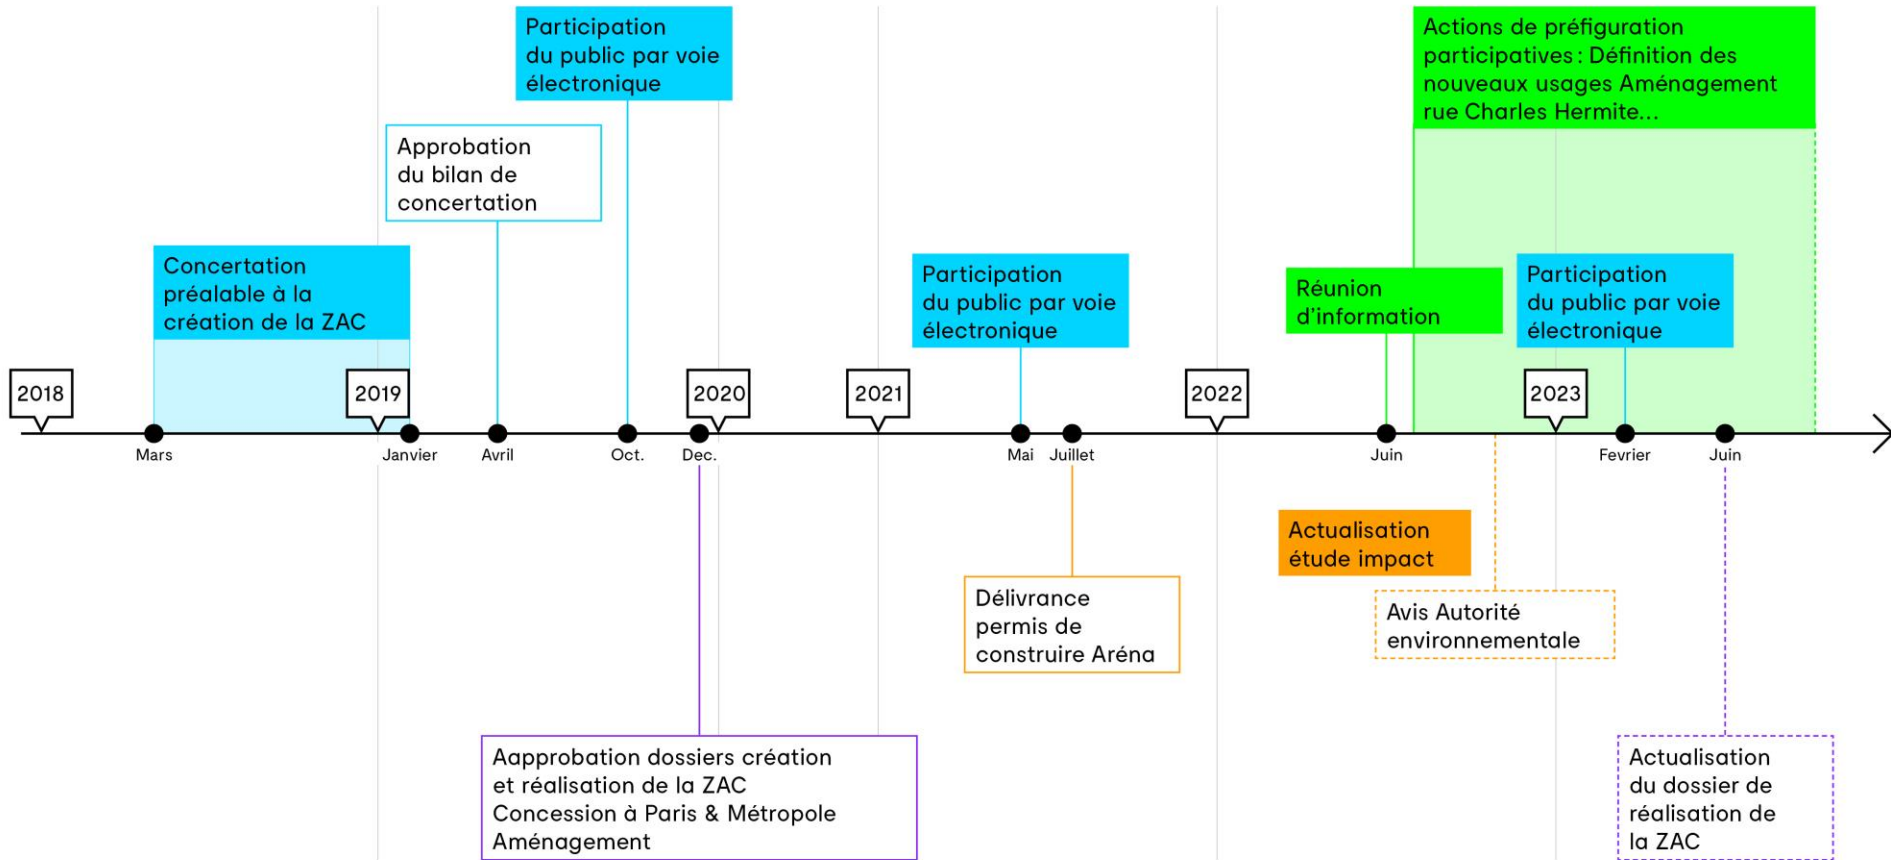 Participation
du public par voie
électronique
Actions de préfiguration
participatives : Définition des
nouveaux usages Aménagement
rue Charles Hermite...
Approbation
du bilan de
concertation
Concertation
préalable à la
création de la ZAC
Participation
du public par voie
électronique
Réunion
d'information
Participation
du public par voie
électronique
2018
2019
2020
2021
2022
2023
Mars
Janvier
Avril
Oct.
Dec.
Mai
Juillet
Juin
Fevrier
Juin
Actualisation
étude impact
Délivrance
permis de
construire Aréna
Avis Autorité
environnementale
Aapprobation dossiers création
et réalisation de la ZAC
Concession à Paris & Métropole
Aménagement
Actualisation
du dossier de
réalisation de
la ZAC